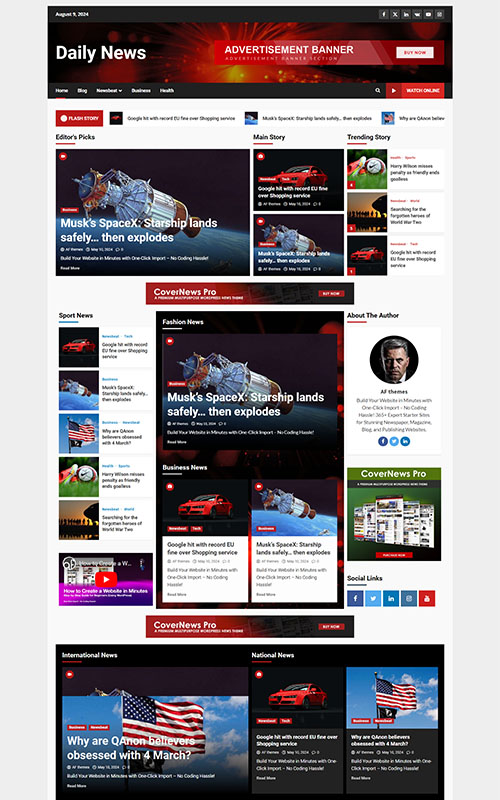 August 9, 2024
Daily News
ADVERTISEMENT BANNER
ADVERTISEMENT BANNER SECTION
BUY NOW
Home
Blog
Newsbeat
Business
Health
WATCH ONLINE
FLASH STORY
Google hit with record EU fine over Shopping service
Musk's SpaceX: Starship lands safely… then explodes
Why are QAnon believ
Editor's Picks
Business
Musk's SpaceX: Starship lands
safely… then explodes
AF themes
May 10, 2024
0
Build Your Website in Minutes with One-Click Import – No Coding Hassle!
Read More
Main Story
Newsbeat
Tech
Google hit with record EU fine
over Shopping service
AF themes
May 10, 2024
0
Business
Musk's SpaceX: Starship lands
safely… then explodes
AF themes
May 10, 2024
0
Trending Story
4
Health
Sports
Harry Wilson misses
penalty as friendly ends
goalless
5
Newsbeat
World
Searching for the
forgotten heroes of
World War Two
1
Newsbeat
Tech
Google hit with record EU
fine over Shopping
service
CoverNews Pro
A PREMIUM MULTIPURPOSE WORDPRESS NEWS THEME
BUY NOW
Sport News
Newsbeat
Tech
Google hit with record EU
fine over Shopping
service
Business
Musk's SpaceX: Starship
lands safely… then
explodes
Business
Newsbeat
Why are QAnon
believers obsessed
with 4 March?
Health
Sports
Harry Wilson misses
penalty as friendly
ends goalless
Newsbeat
World
Searching for the
forgotten heroes of
World War Two
How to Create a W...
How to Create a Website in Minutes
Fashion News
Business
Musk's SpaceX: Starship lands
safely… then explodes
AF themes
May 10, 2024
0
Build Your Website in Minutes with One-Click Import – No Coding Hassle!
Read More
Business News
Newsbeat
Tech
Google hit with record EU
fine over Shopping service
AF themes
May 10, 2024
0
Build Your Website in Minutes with
One-Click Import – No Coding
Hassle!
Read More
Business
Musk's SpaceX: Starship
lands safely… then explodes
AF themes
May 10, 2024
0
Build Your Website in Minutes with
One-Click Import – No Coding
Hassle!
Read More
About The Author
AF themes
Build Your Website in Minutes with
One-Click Import – No Coding
Hassle! 365+ Expert Starter Sites
for Stunning Newspaper, Magazine,
Blog, and Publishing Websites.
CoverNews Pro
A PREMIUM MULTIPURPOSE WORDPRESS NEWS THEME
PURCHASE NOW
Social Links
CoverNews Pro
A PREMIUM MULTIPURPOSE WORDPRESS NEWS THEME
BUY NOW
International News
Business
Newsbeat
Why are QAnon believers
obsessed with 4 March?
AF themes
May 10, 2024
0
Build Your Website in Minutes with One-Click Import – No Coding Hassle!
Read More
National News
Newsbeat
Tech
Google hit with record EU fine over
Shopping service
AF themes
May 10, 2024
0
Build Your Website in Minutes with One-Click
Import – No Coding Hassle!
Read More
Business
Newsbeat
Why are QAnon believers
obsessed with 4 March?
AF themes
May 10, 2024
0
Build Your Website in Minutes with One-Click
Import – No Coding Hassle!
Read More